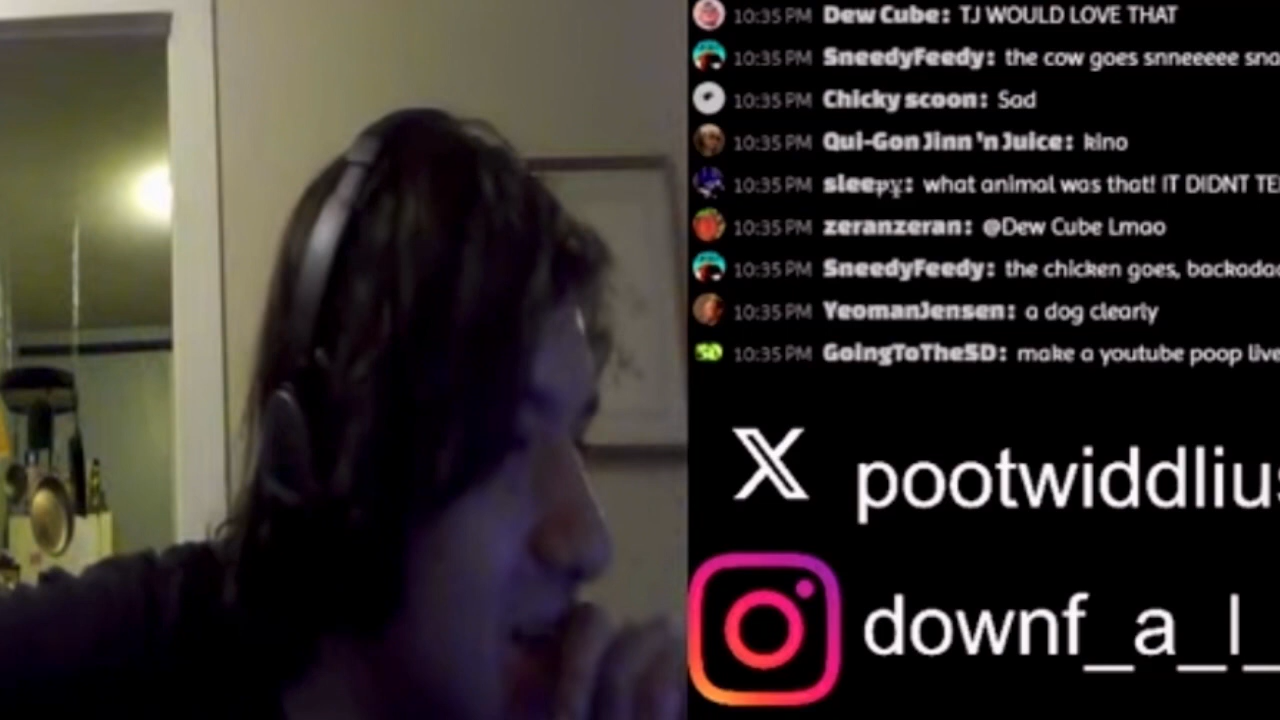 10:35 PM Dew Cube: TJ WOULD LOVE THAT
10:35 PM SneedyFeedy: the cow goes snneeeee
10:35 PM Chicky scoon: Sad
10:35 PM Qui-Gon Jinn 'n Juice: kino
10:35 PM sleepy: what animal was that! IT DIDNT
10:35 PM zeranzeran: @Dew Cube Lmao
10:35 PM SneedyFeedy: the chicken goes,
10:35 PM YeomanJensen: a dog clearly
5D 10:35 PM GoingToThe5D: make a youtube poop live
X pootwiddlius
downf_a_l_